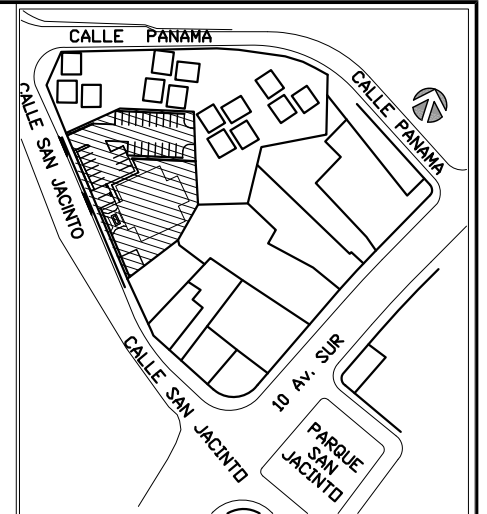 CALLE PANAMA
CALLE PANAMA
CALLE SAN JACINTO
CALLE SAN JACINTO
10 Av. SUR
PARQUE
SAN
JACINTO